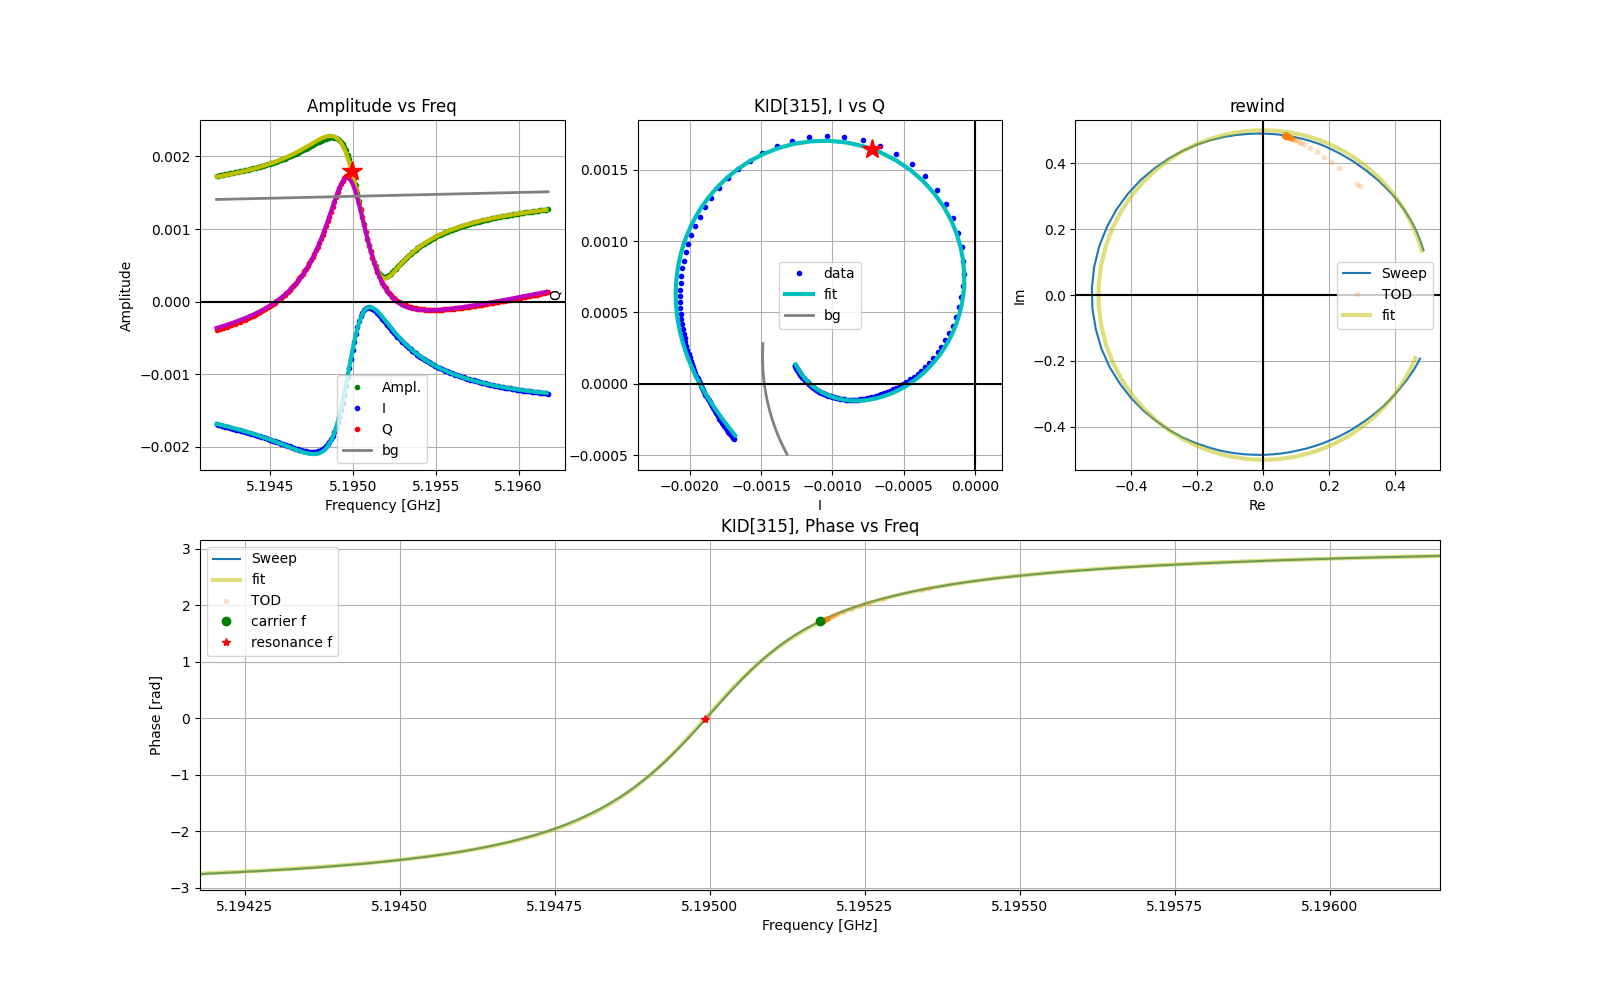 Amplitude vs Freq
Amplitude
0.002
0.001
0.000
−0.001
−0.002
Ampl.
I
Q
bg
5.1945
5.1950
5.1955
5.1960
Frequency [GHz]
KID[315], I vs Q
Q
0.0015
0.0010
0.0005
0.0000
−0.0005
data
fit
bg
−0.0020
−0.0015
−0.0010
−0.0005
0.0000
I
rewind
Im
0.4
0.2
0.0
−0.2
−0.4
Sweep
TOD
fit
−0.4
−0.2
0.0
0.2
0.4
Re
KID[315], Phase vs Freq
Phase [rad]
3
2
1
0
−1
−2
−3
Sweep
fit
TOD
carrier f
resonance f
5.19425
5.19450
5.19475
5.19500
5.19525
5.19550
5.19575
5.19600
Frequency [GHz]